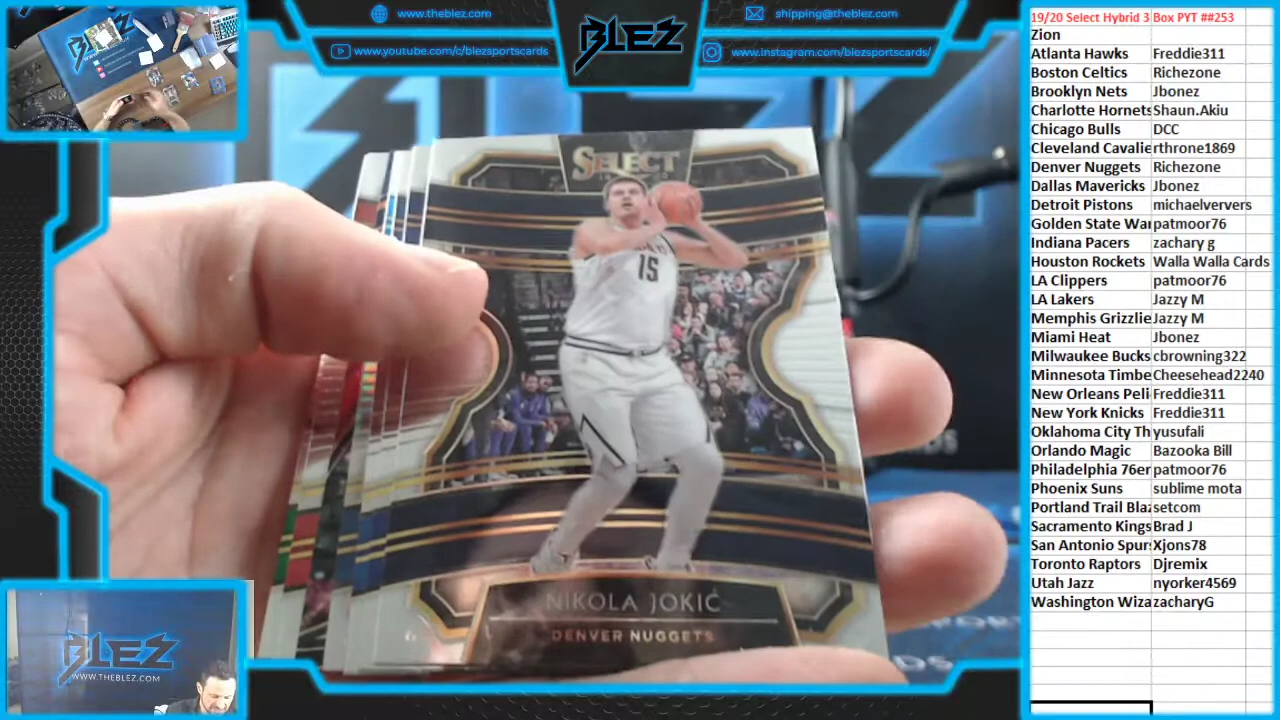 www.theblez.com
shipping@theblez.com
BLEZ
www.youtube.com/c/blezsportscards
www.instagram.com/blezsportscards/
SELECT
15
NIKOLA JOKIC
DENVER NUGGETS
BLEZ
WWW.THEBLEZ.COM
19/20 Select Hybrid 3 Box PYT ##253
Zion
Atlanta Hawks Freddie311
Boston Celtics Richezone
Brooklyn Nets Jbonez
Charlotte Hornets Shaun.Akiu
Chicago Bulls DCC
Cleveland Cavalie rthrone1869
Denver Nuggets Richezone
Dallas Mavericks Jbonez
Detroit Pistons michaelververs
Golden State War patmoor76
Indiana Pacers zachary g
Houston Rockets Walla Walla Cards
LA Clippers patmoor76
LA Lakers Jazzy M
Memphis Grizzlie Jazzy M
Miami Heat Jbonez
Milwaukee Bucks cbrowning322
Minnesota Timbe Cheesehead2240
New Orleans Peli Freddie311
New York Knicks Freddie311
Oklahoma City Th yusufali
Orlando Magic Bazooka Bill
Philadelphia 76er patmoor76
Phoenix Suns sublime mota
Portland Trail Blaz setcom
Sacramento Kings Brad J
San Antonio Spurs Xjons78
Toronto Raptors Djremix
Utah Jazz nyorker4569
Washington Wiza zacharyG